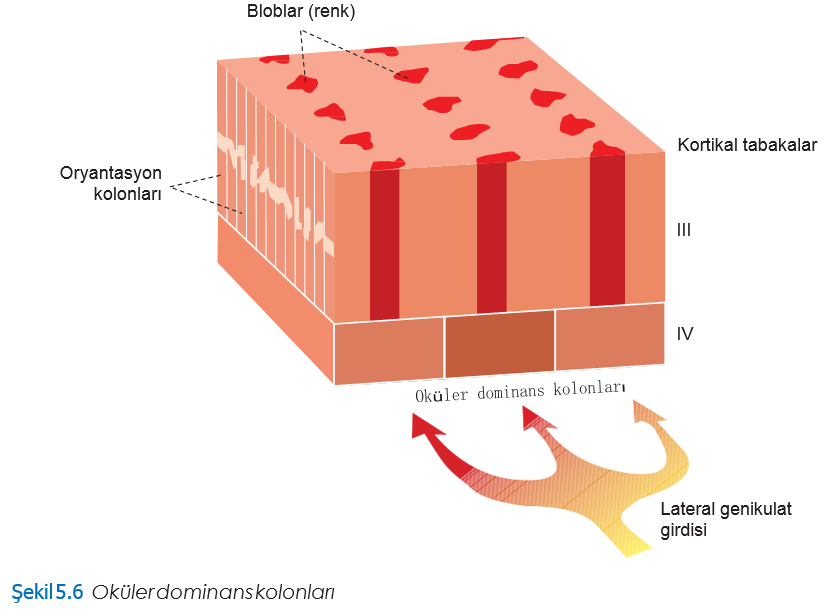 Bloblar (renk)
Kortikal tabakalar
Oryantasyon
kolonları
III
IV
Oküler dominans kolonları
Lateral genikulat
girdisi
Şekil 5.6 Oküler dominans kolonları